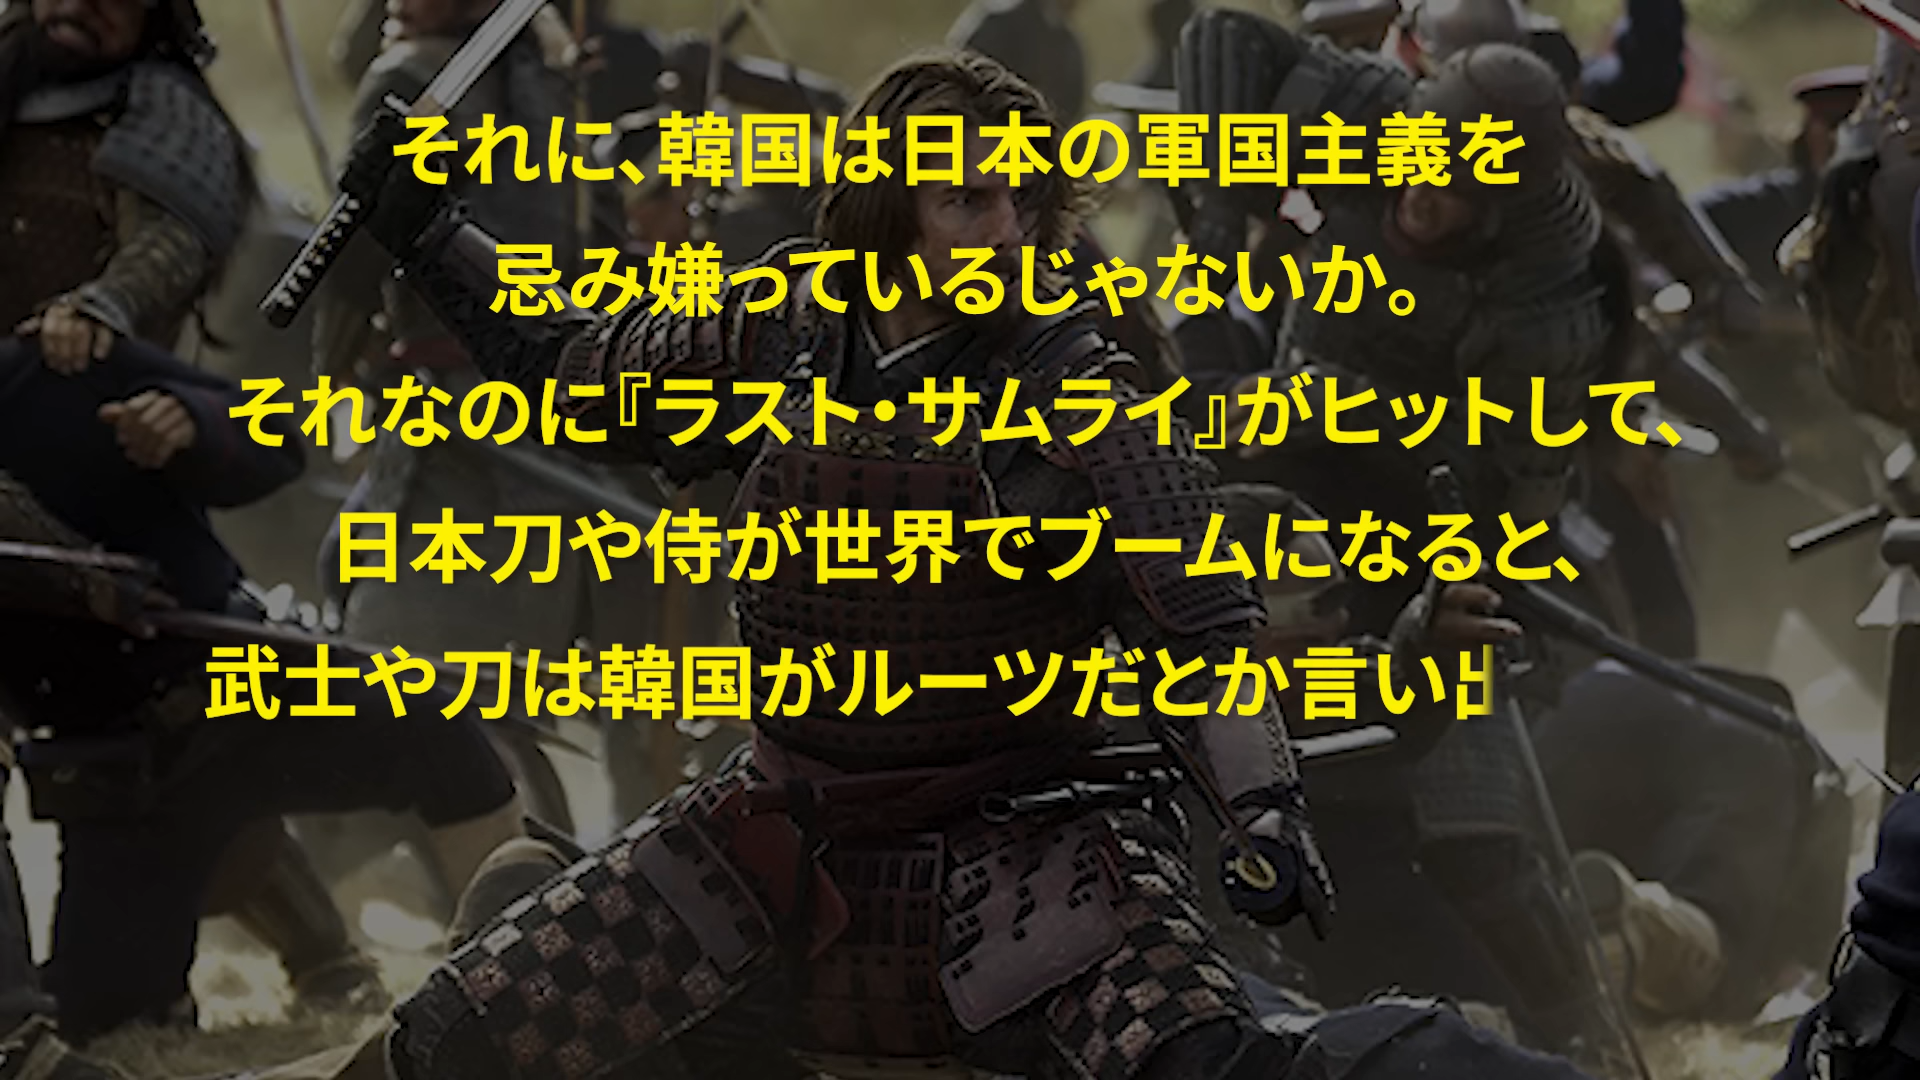 それに、韓国は日本の軍国主義を
忌み嫌っているじゃないか。
それなのに『ラスト・サムライ』がヒットして、
日本刀や侍が世界でブームになると、
武士や刀は韓国がルーツだとか言い